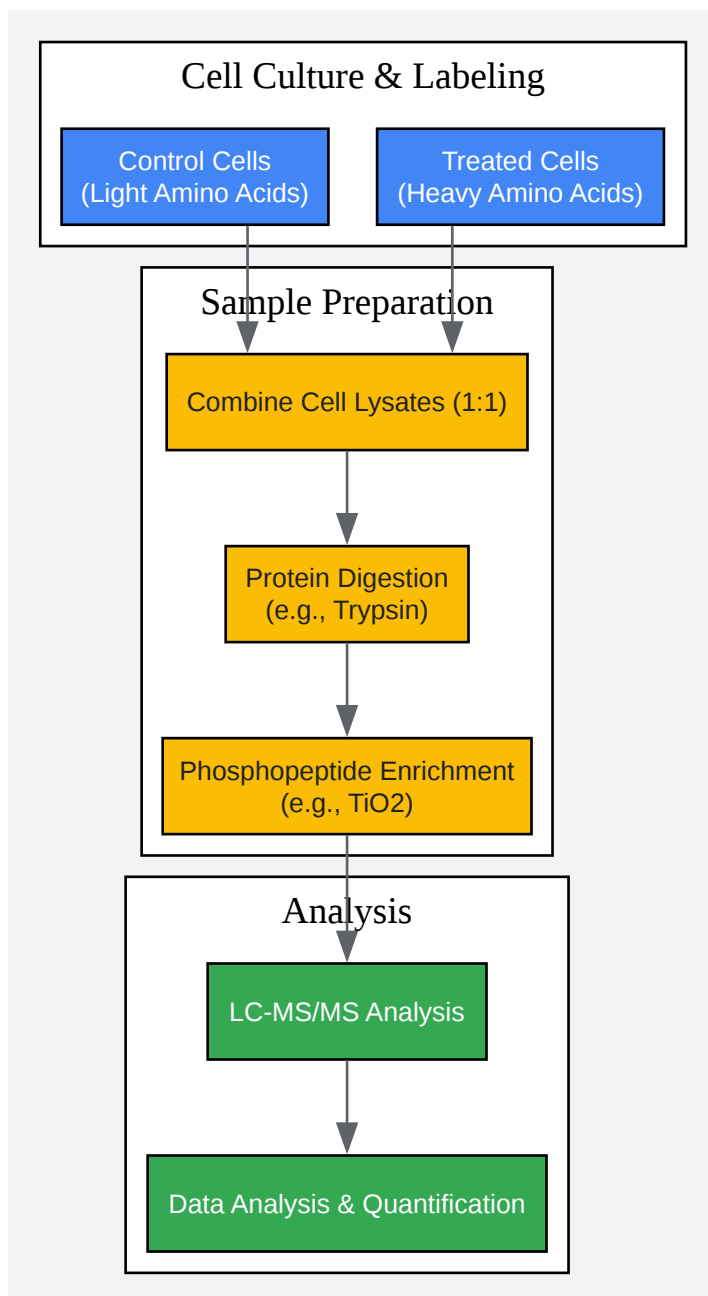 Cell Culture & Labeling
Control Cells
(Light Amino Acids)
Treated Cells
(Heavy Amino Acids)
Sample Preparation
Combine Cell Lysates (1:1)
Protein Digestion
(e.g., Trypsin)
Phosphopeptide Enrichment
(e.g., TiO2)
Analysis
LC-MS/MS Analysis
Data Analysis & Quantification